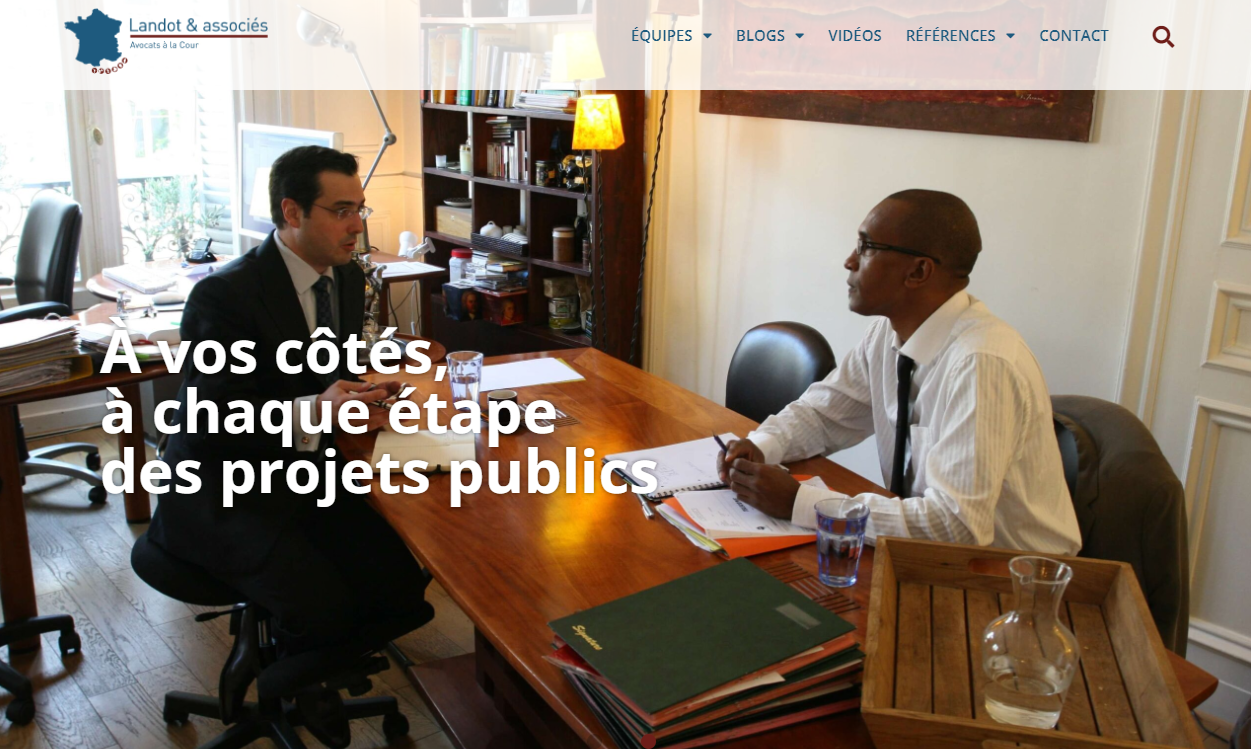 Landot & associés
Avocats à la Cour
ÉQUIPES
BLOGS
VIDÉOS
RÉFÉRENCES
CONTACT
À vos côtés,
à chaque étape
des projets publics
Signature